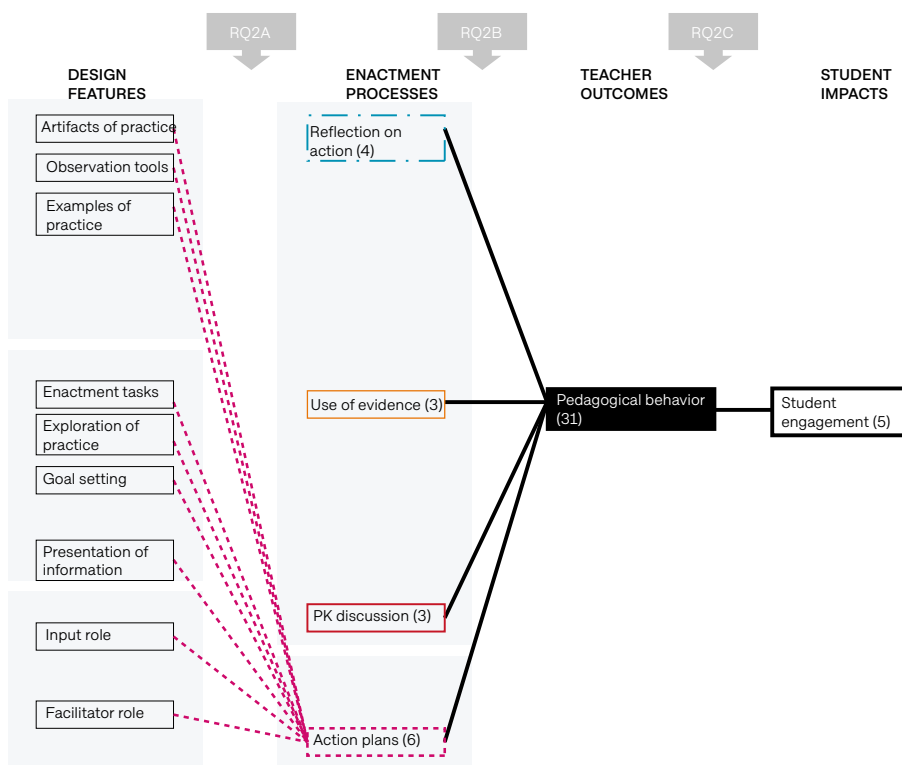 RQ2A
RQ2B
RQ2C
DESIGN
FEATURES
ENACTMENT
PROCESSES
TEACHER
OUTCOMES
STUDENT
IMPACTS
Artifacts of practice
Observation tools
Examples of
practice
Enactment tasks
Exploration of
practice
Goal setting
Presentation of
information
Input role
Facilitator role
Reflection on
action (4)
Use of evidence (3)
PK discussion (3)
Action plans (6)
Pedagogical behavior
(31)
Student
engagement (5)